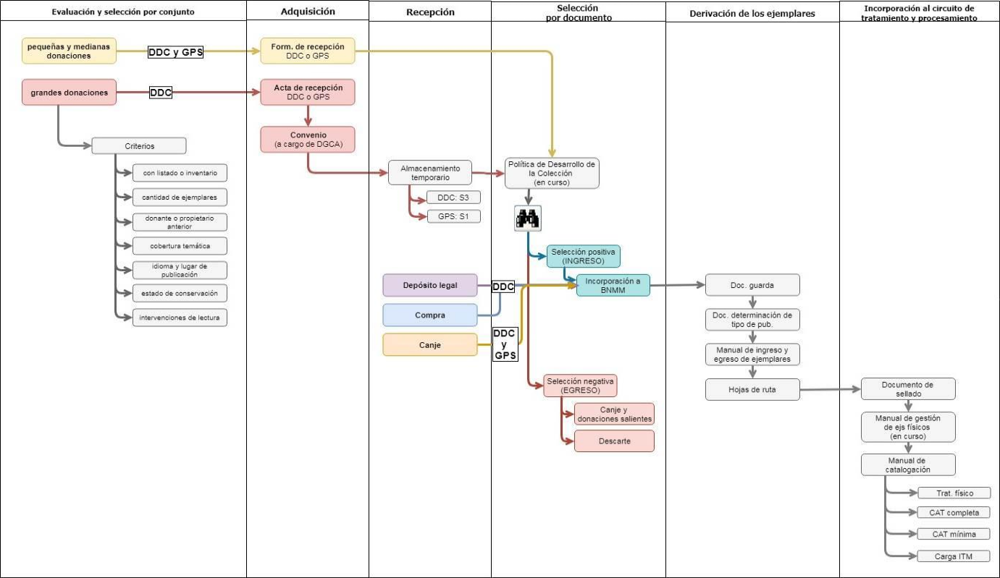 Evaluación y selección por conjunto
Adquisición
Recepción
Selección
por documento
Derivación de los ejemplares
Incorporación al circuito de
tratamiento y procesamiento
pequeñas y medianas
donaciones
DDC y GPS
Form. de recepción
DDC o GPS
grandes donaciones
DDC
Acta de recepción
DDC o GPS
Convenio
(a cargo de DGCA)
Criterios
con listado o inventario
cantidad de ejemplares
donante o propietario
anterior
cobertura temática
idioma y lugar de
publicación
estado de conservación
intervenciones de lectura
Almacenamiento
temporario
DDC: S3
GPS: S1
Política de Desarrollo de
la Colección
(en curso)
Selección positiva
(INGRESO)
Depósito legal
DDC
Incorporación a
BNMM
Compra
Canje
DDC
y
GPS
Selección negativa
(EGRESO)
Canje y
donaciones salientes
Descarte
Doc. guarda
Doc. determinación de
tipo de pub.
Manual de ingreso y
egreso de ejemplares
Hojas de ruta
Documento de
sellado
Manual de gestión
de ejs físicos
(en curso)
Manual de
catalogación
Trat. físico
CAT completa
CAT mínima
Carga ITM